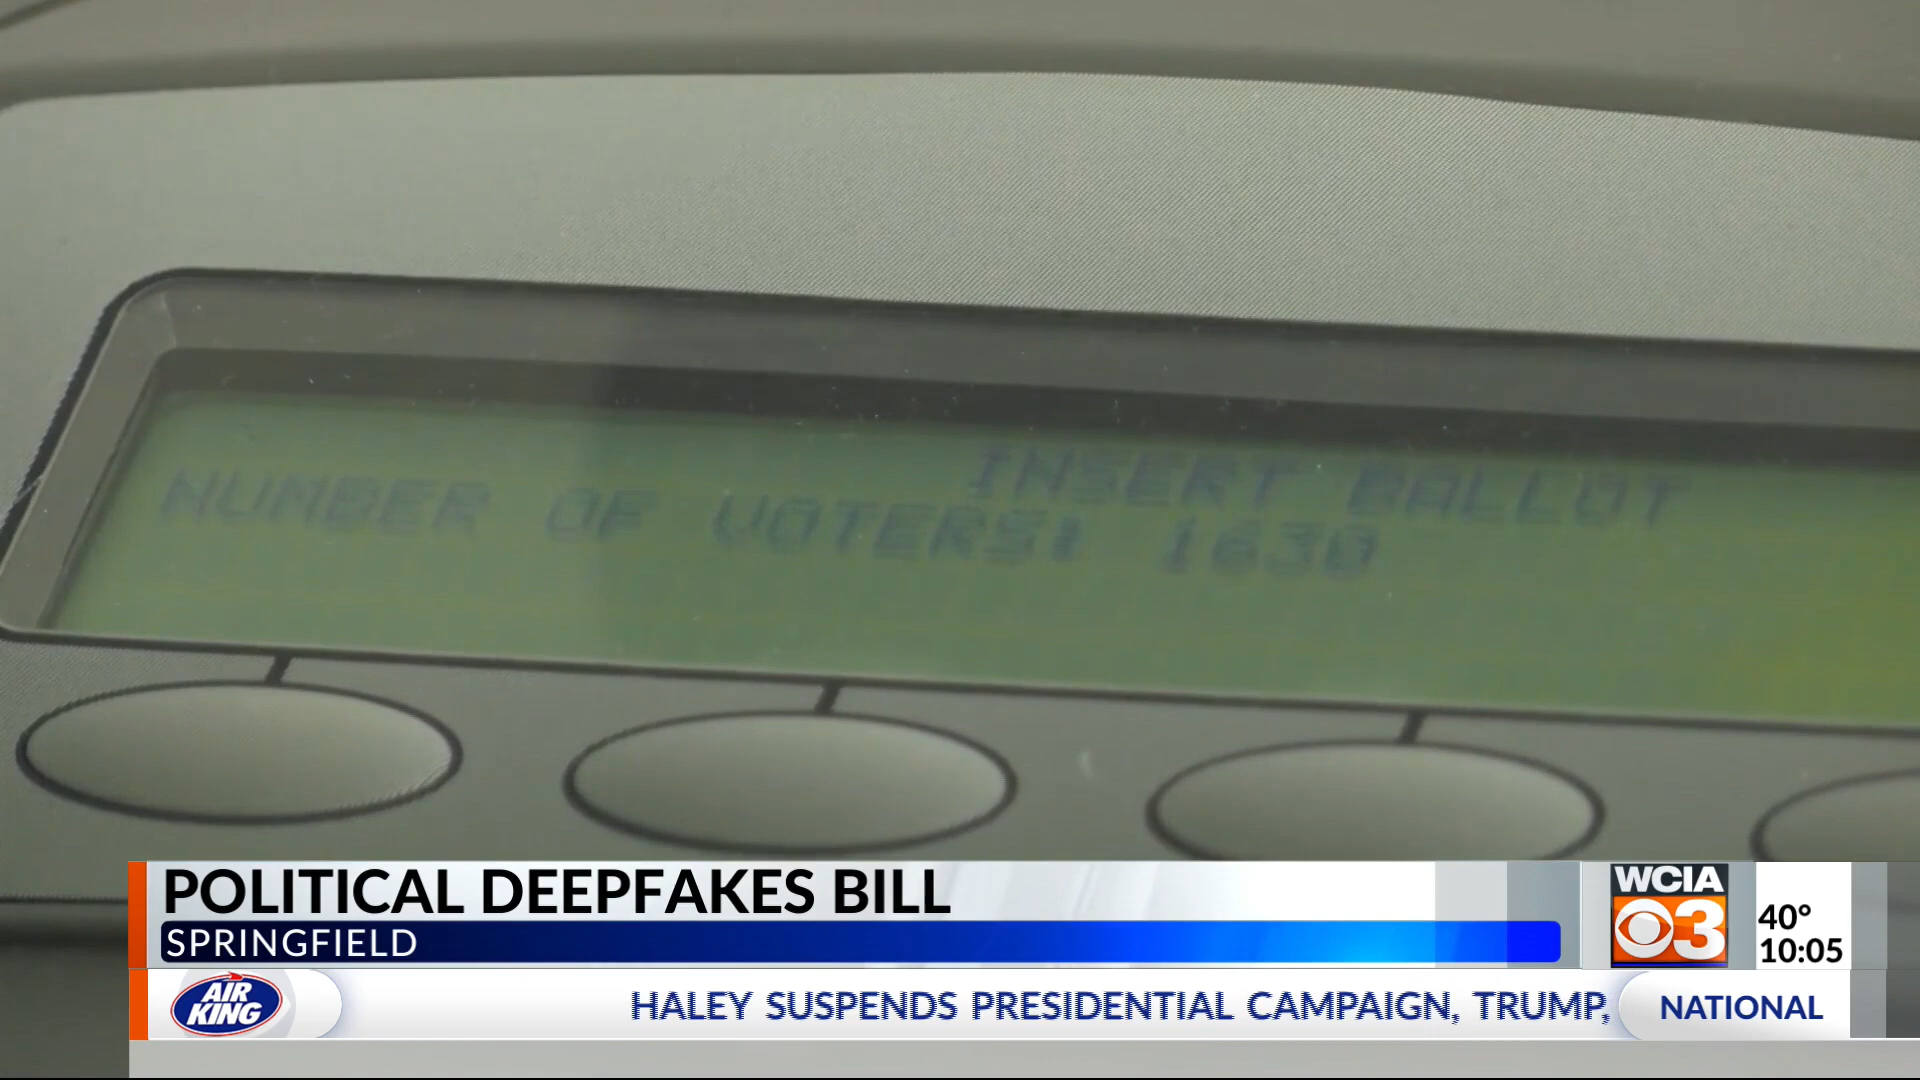 INSERT BALLOT
NUMBER OF VOTERS: 1630
POLITICAL DEEPFAKES BILL
SPRINGFIELD
WCIA
3
40°
10:05
AIR
KING
HALEY SUSPENDS PRESIDENTIAL CAMPAIGN, TRUMP,
NATIONAL